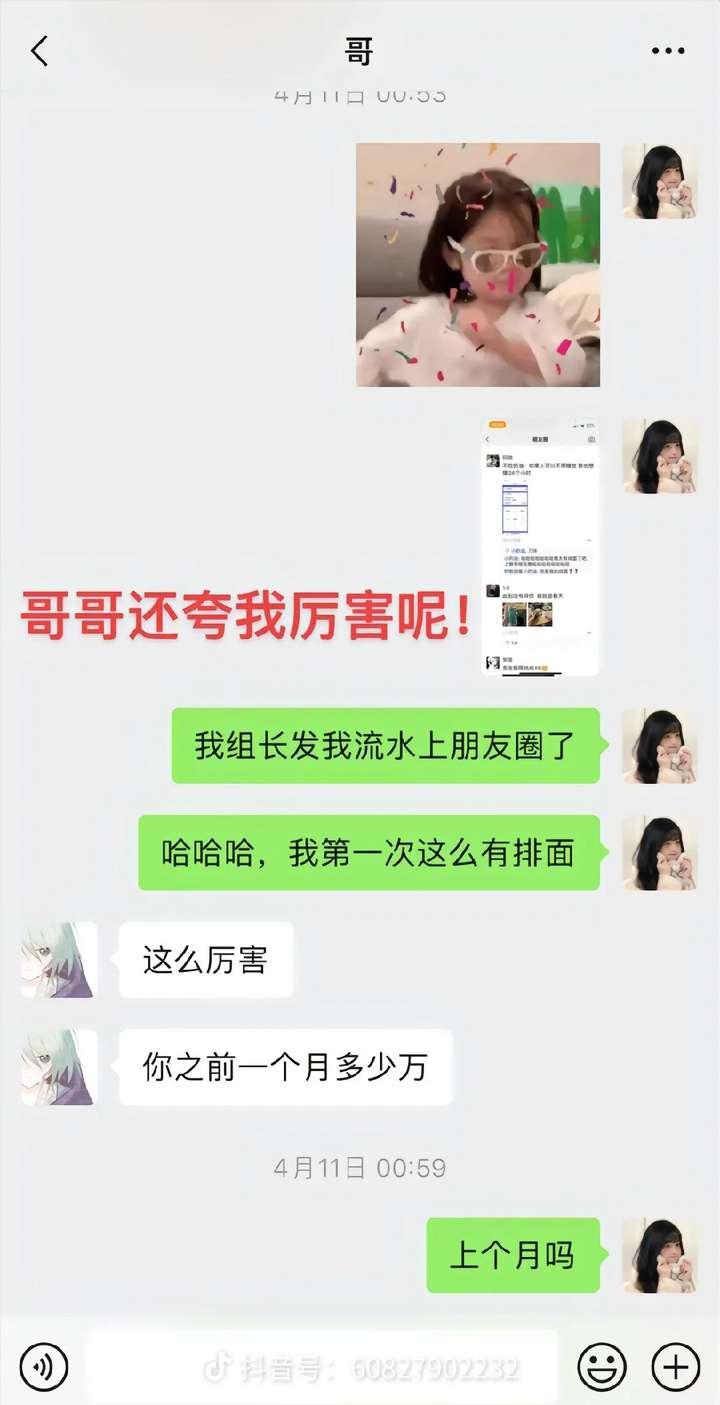 哥
4月11日 00:53
朋友圈
哥哥还夸我厉害呢！
我组长发我流水上朋友圈了
哈哈哈，我第一次这么有排面
这么厉害
你之前一个月多少万
4月11日 00:59
上个月吗
抖音号：60827902232